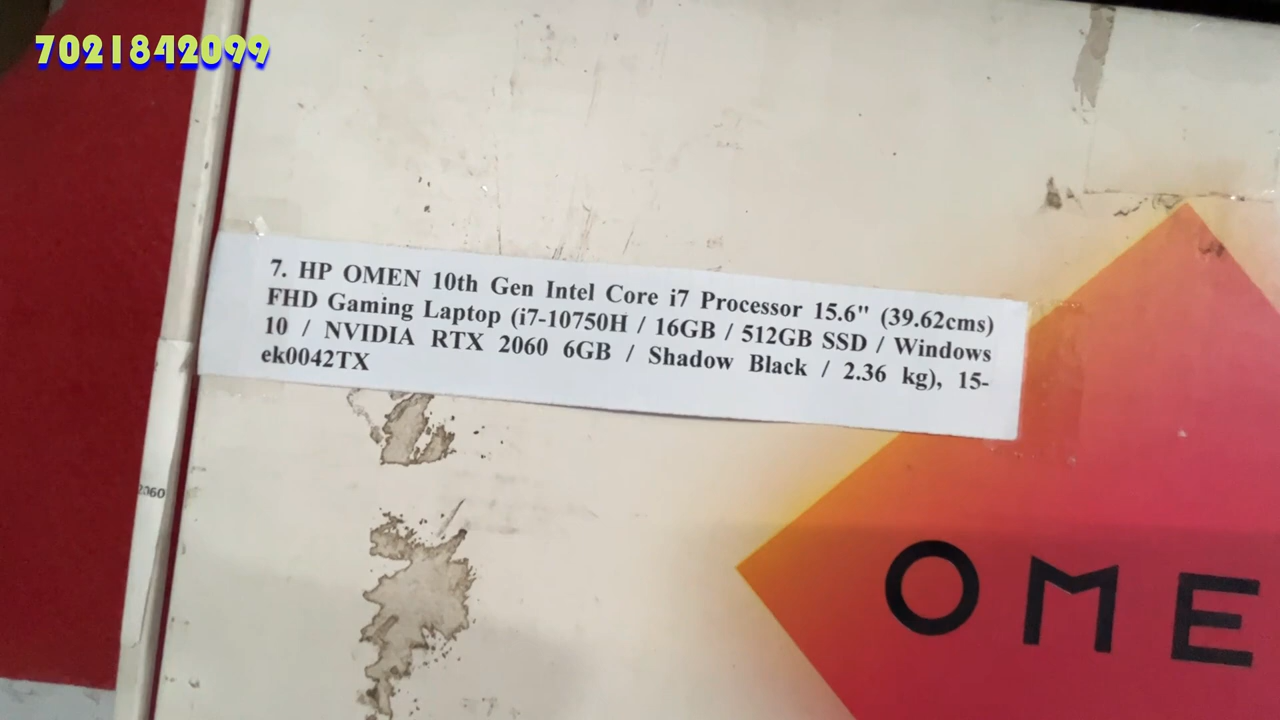 7021842099
7. HP OMEN 10th Gen Intel Core i7 Processor 15.6" (39.62cms)
FHD Gaming Laptop (i7-10750H / 16GB / 512GB SSD / Windows
10 / NVIDIA RTX 2060 6GB / Shadow Black / 2.36 kg), 15-
ek0042TX
2060
OME